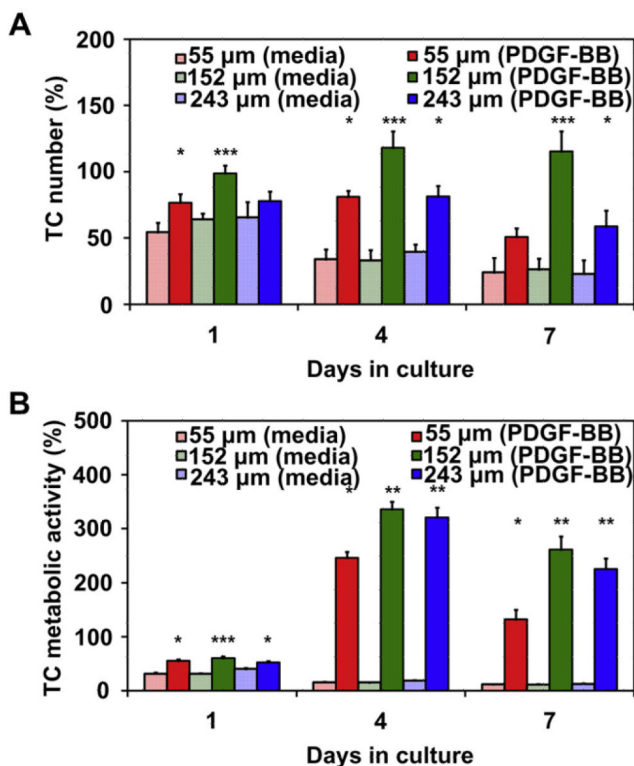 A
TC number (%)
200
150
100
50
0
55 μm (media)
152 μm (media)
243 μm (media)
55 μm (PDGF-BB)
152 μm (PDGF-BB)
243 μm (PDGF-BB)
* *** * *** * *** *
1 4 7
Days in culture
B
TC metabolic activity (%)
500
400
300
200
100
0
55 μm (media)
152 μm (media)
243 μm (media)
55 μm (PDGF-BB)
152 μm (PDGF-BB)
243 μm (PDGF-BB)
* *** * * ** ** * ** **
1 4 7
Days in culture